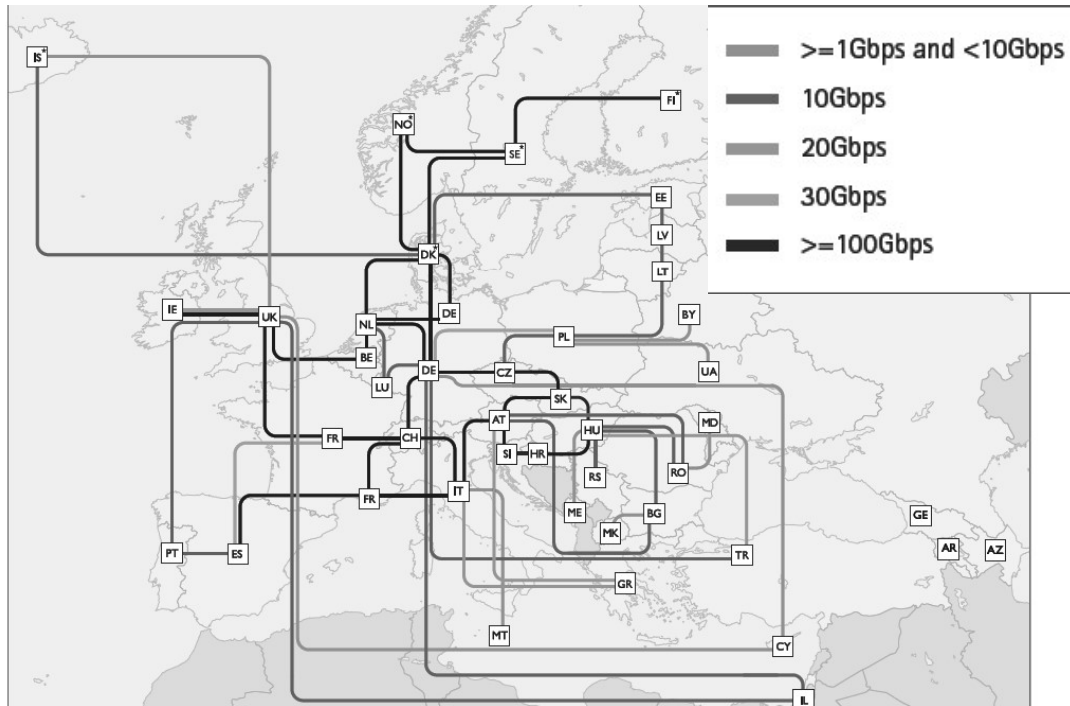 >=1Gbps and <10Gbps
10Gbps
20Gbps
30Gbps
>=100Gbps
IS*
FI*
NO*
SE*
EE
LV
DK*
LT
IE
UK
DE
BY
NL
PL
BE
LU
DE
CZ
UA
SK
AT
MD
FR
CH
HU
SI
HR
RO
RS
FR
IT
ME
BG
GE
MK
PT
ES
TR
AR
AZ
GR
MT
CY
IL